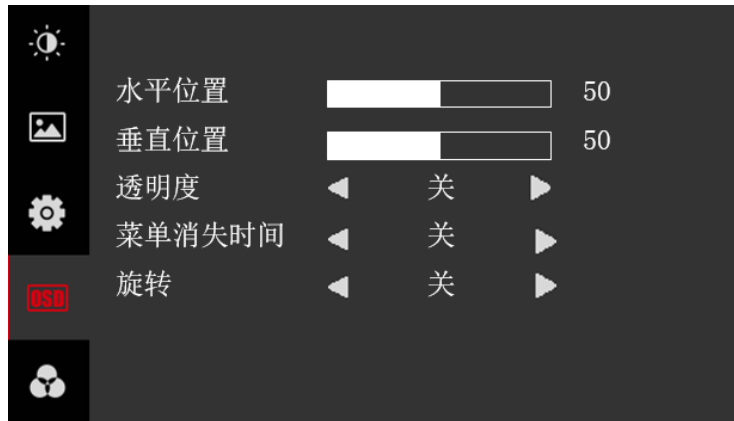 水平位置 50
垂直位置 50
透明度 关
菜单消失时间 关
旋转 关
OSD